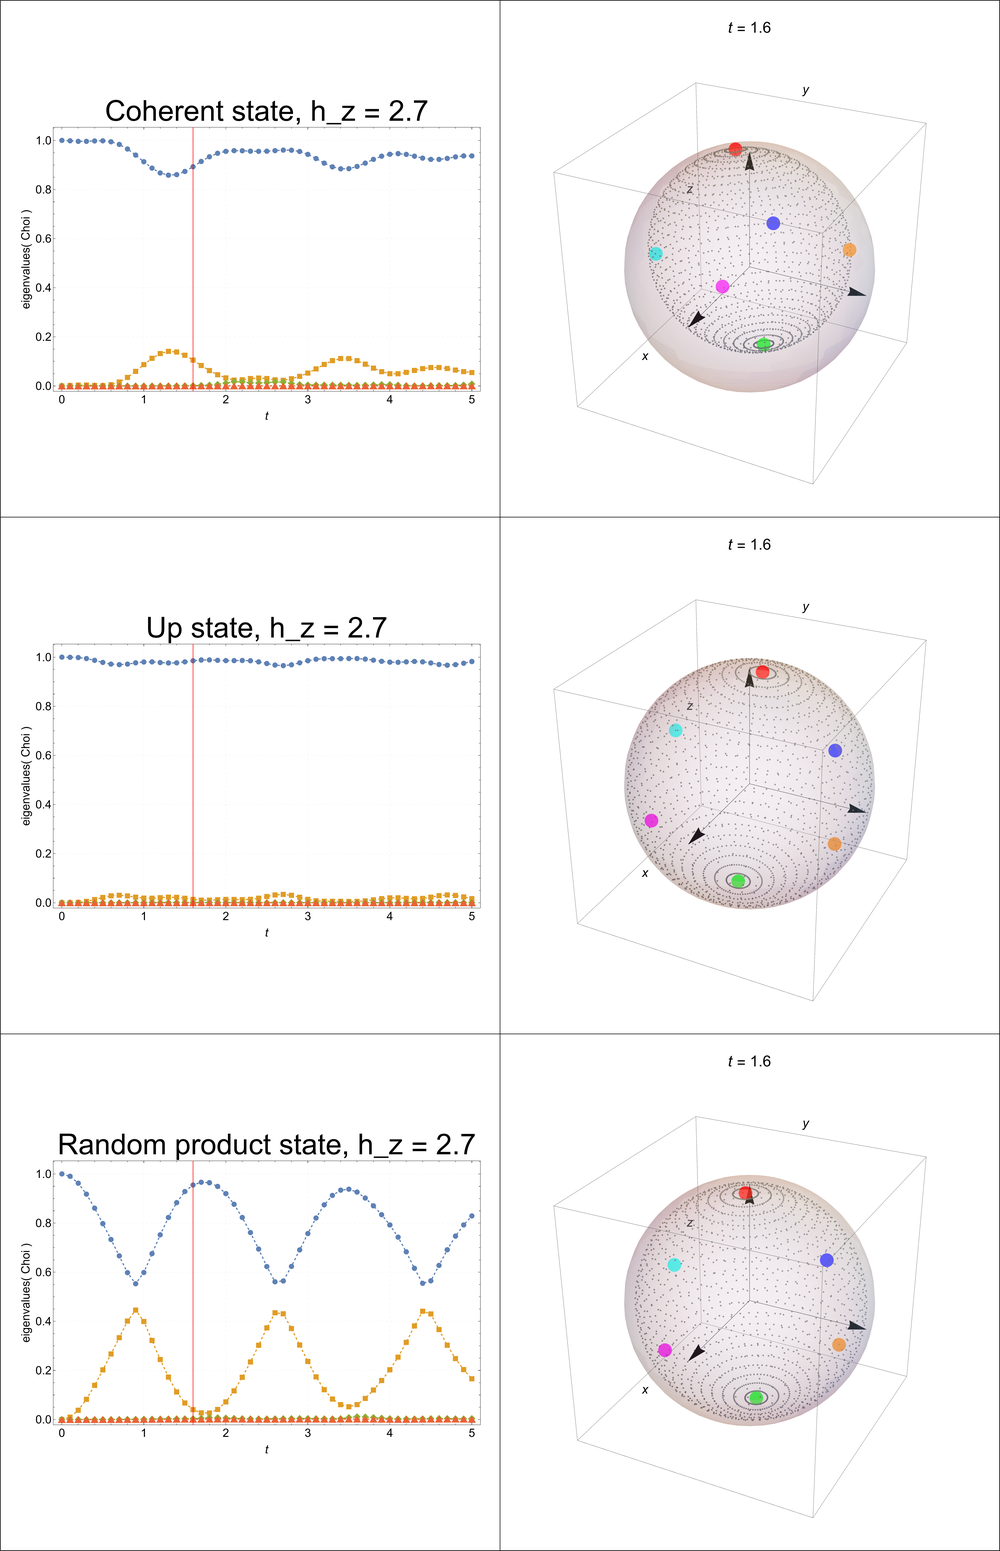 Coherent state, h_z = 2.7
eigenvalues( Choi )
1.0
0.8
0.6
0.4
0.2
0.0
0 1 2 3 4 5
t
t = 1.6
y
z
x
Up state, h_z = 2.7
eigenvalues( Choi )
1.0
0.8
0.6
0.4
0.2
0.0
0 1 2 3 4 5
t
t = 1.6
y
z
x
Random product state, h_z = 2.7
eigenvalues( Choi )
1.0
0.8
0.6
0.4
0.2
0.0
0 1 2 3 4 5
t
t = 1.6
y
z
x